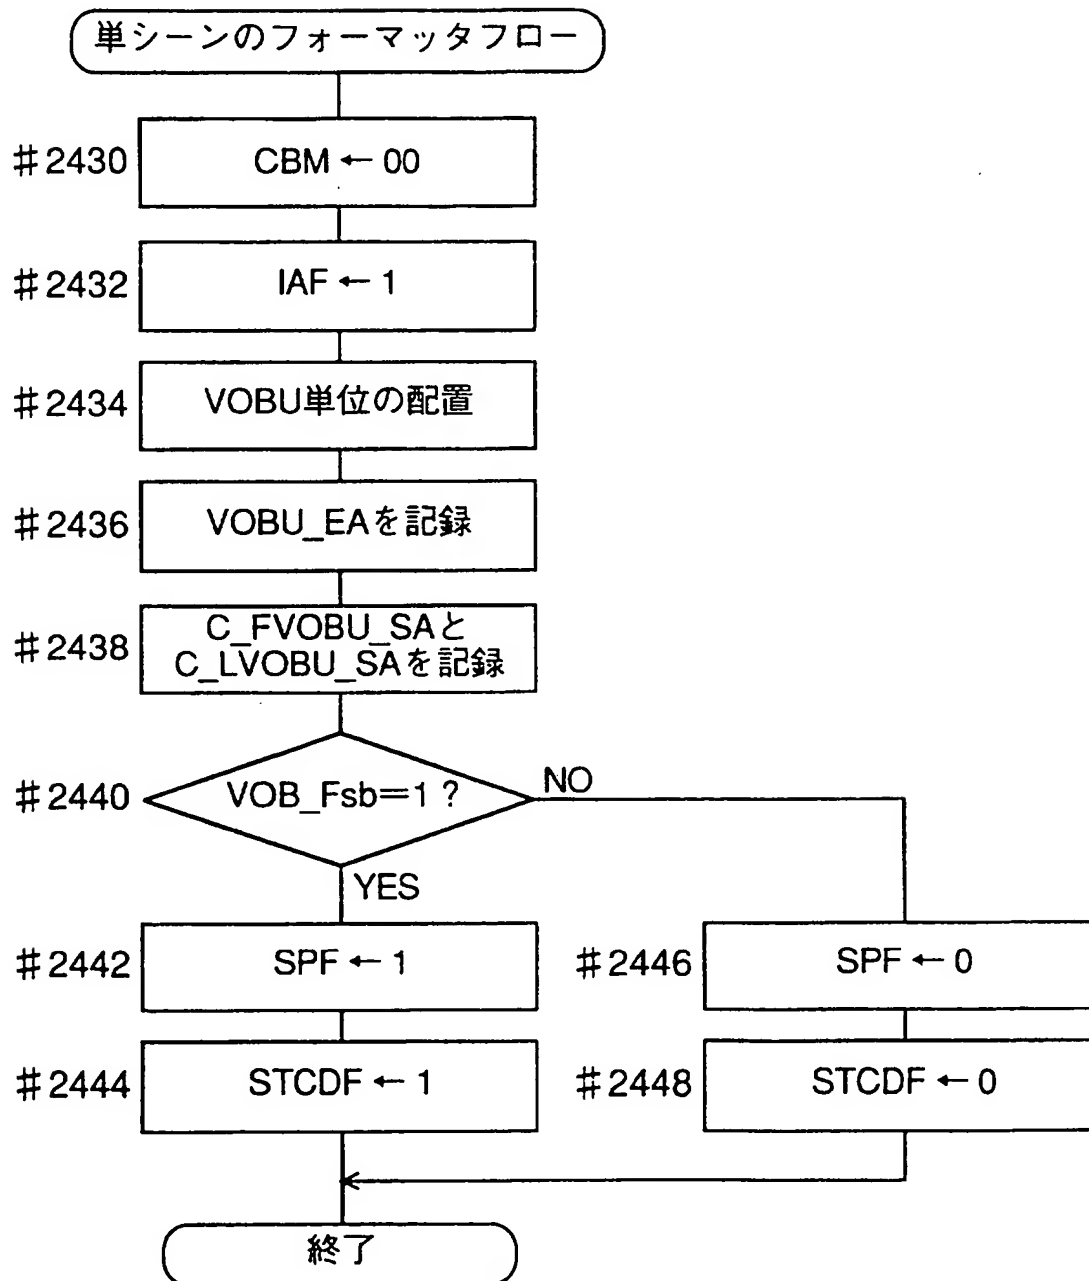 単シーンのフォーマッタフロー
#2430
CBM ← 00
#2432
IAF ← 1
#2434
VOBU単位の配置
#2436
VOBU_EAを記録
#2438
C_FVOBU_SAと
C_LVOBU_SAを記録
#2440
VOB_Fsb=1 ?
NO
YES
#2442
SPF ← 1
#2446
SPF ← 0
#2444
STCDF ← 1
#2448
STCDF ← 0
終了